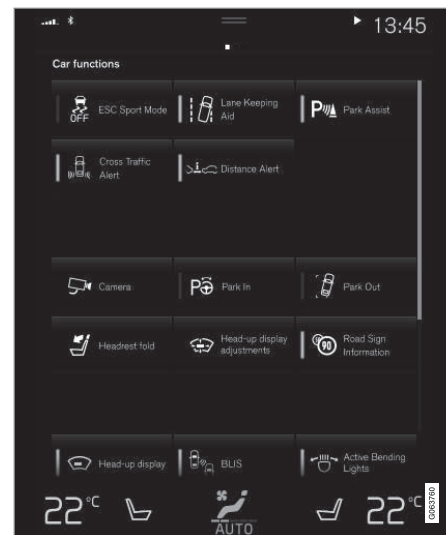 13:45
Car functions
OFF
ESC Sport Mode
Lane Keeping
Aid
P
Park Assist
Cross Traffic
Alert
Distance Alert
Camera
P
Park In
Park Out
Headrest fold
Head-up display
adjustments
90
Road Sign
Information
Head-up display
BLIS
Active Bending
Lights
22°C
AUTO
22°C
G063760